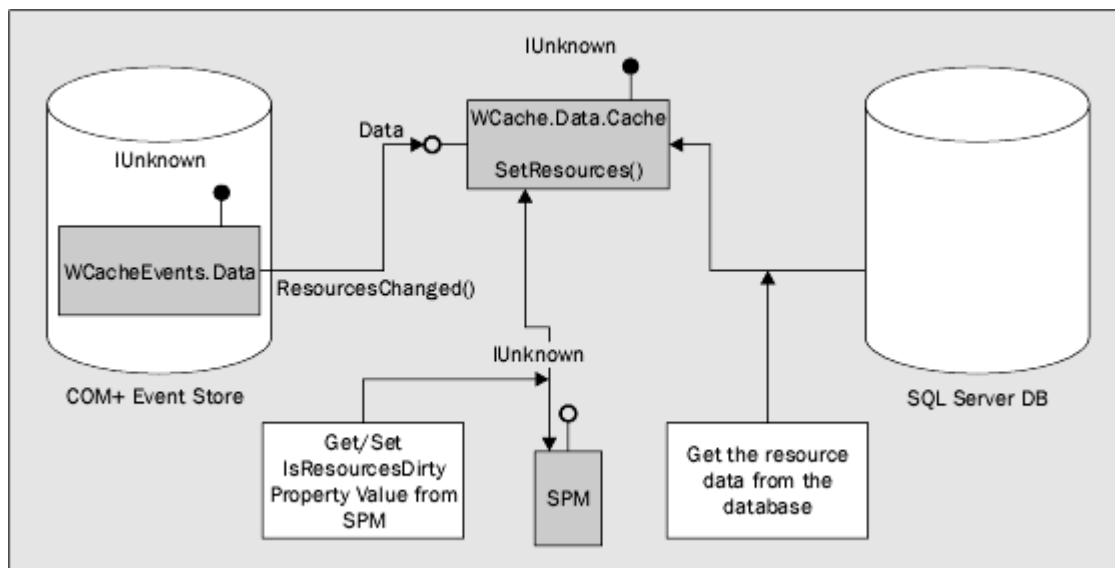 IUnknown
WCache.Data.Cache
SetResources()
Data
IUnknown
WCacheEvents.Data
ResourcesChanged()
COM+ Event Store
IUnknown
SQL Server DB
Get/Set
IsResourcesDirty
Property Value from
SPM
SPM
Get the resource
data from the
database